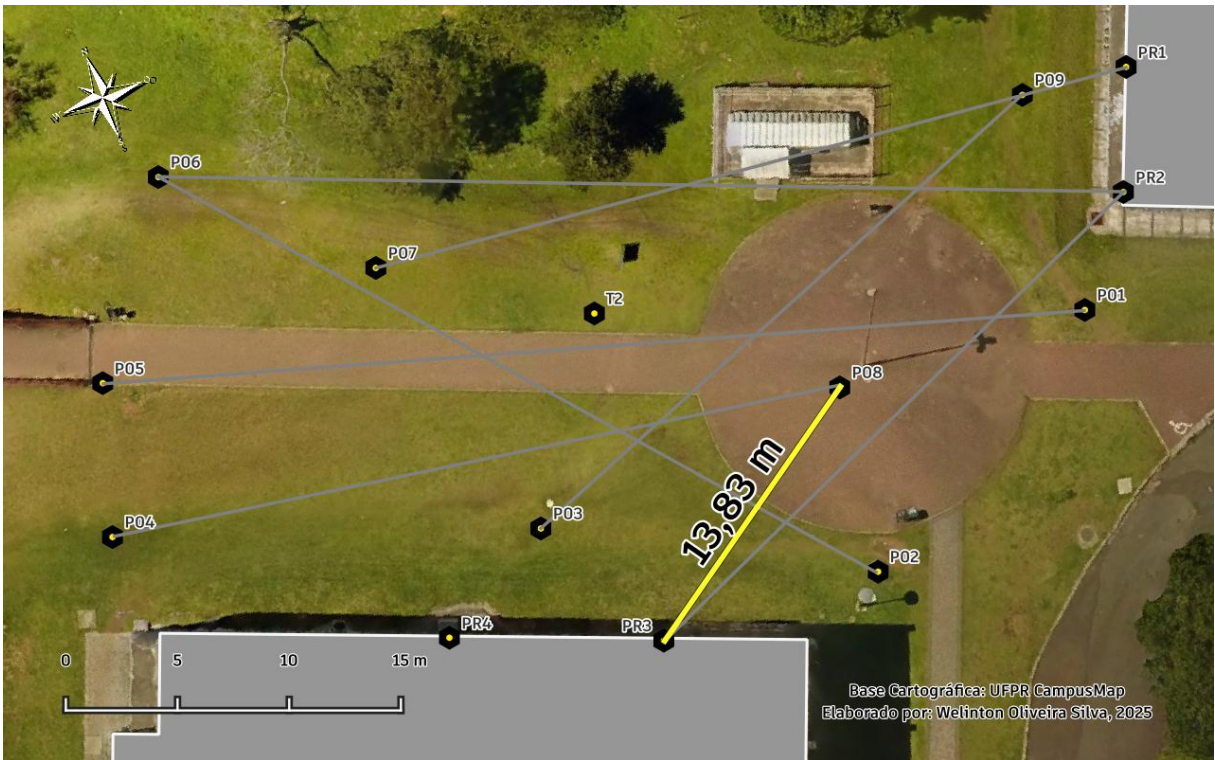 PR1
P09
P06
PR2
P07
T2
P01
P05
P08
13,83 m
P04
P03
P02
PR4
PR3
0 5 10 15 m
Base Cartográfica: UFPR CampusMap
Elaborado por: Welinton Oliveira Silva, 2025